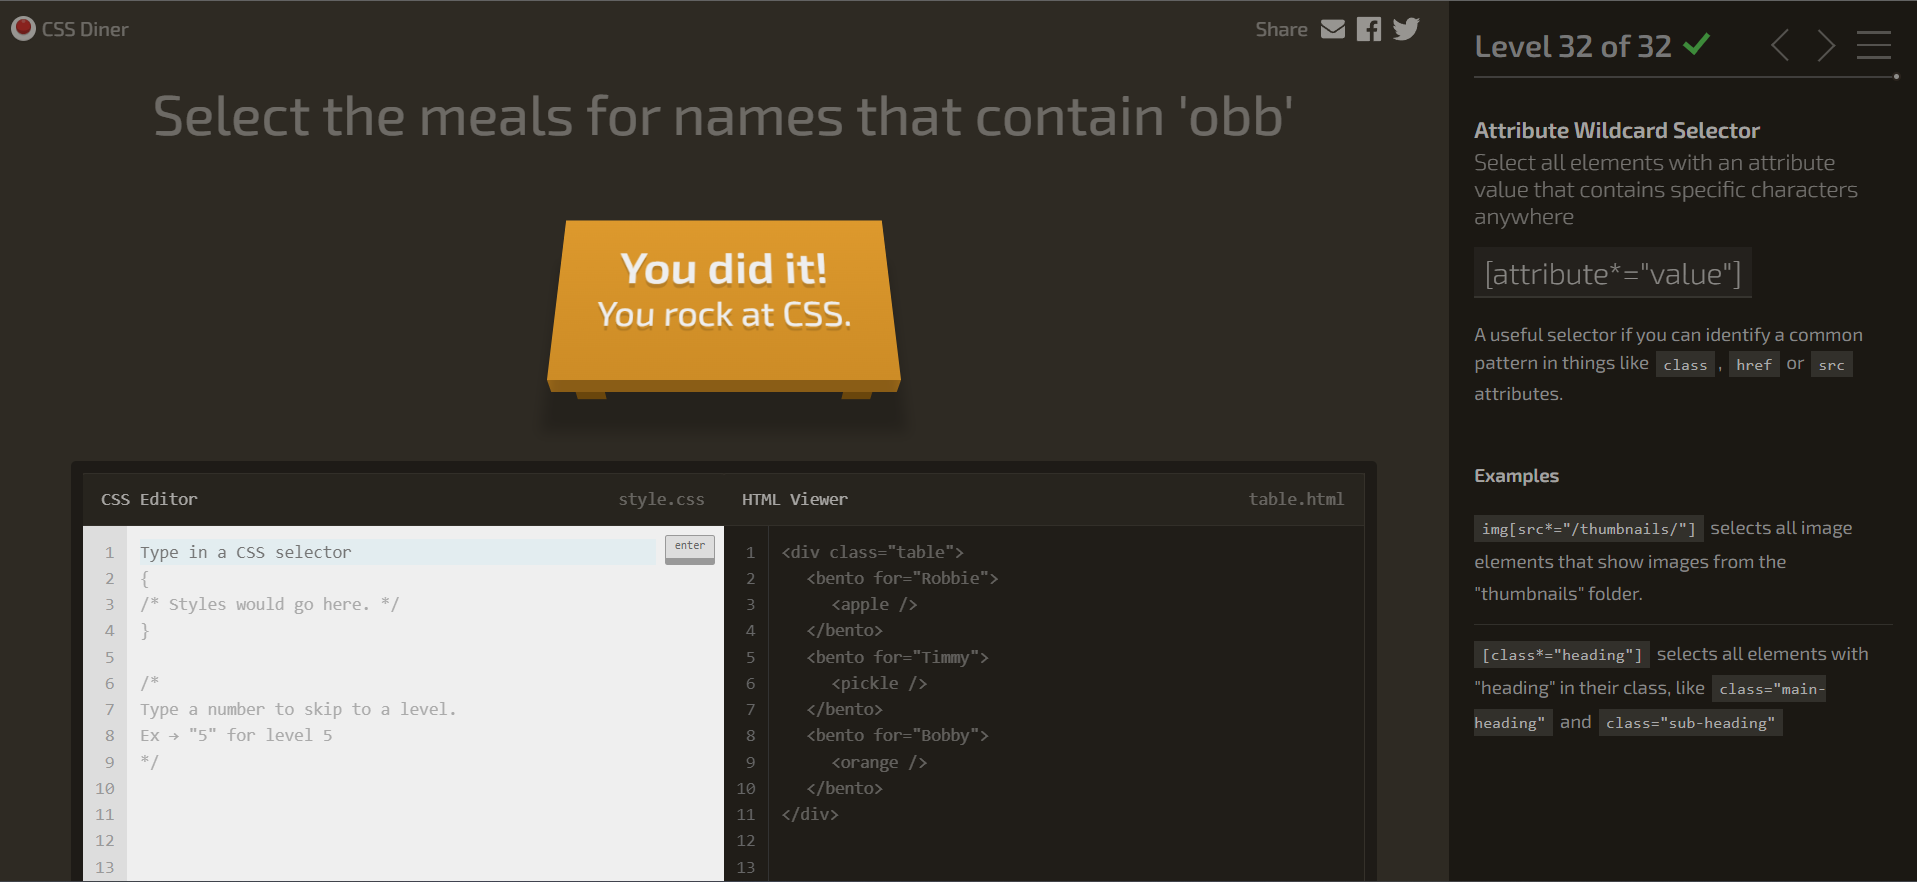 CSS Diner
Share
Select the meals for names that contain 'obb'
You did it!
You rock at CSS.
CSS Editor
style.css
1 Type in a CSS selector
enter
2 {
3 /* Styles would go here. */
4 }
5
6 /*
7 Type a number to skip to a level.
8 Ex → "5" for level 5
9 */
10
11
12
13
HTML Viewer
table.html
1 <div class="table">
2 <bento for="Robbie">
3 <apple />
4 </bento>
5 <bento for="Timmy">
6 <pickle />
7 </bento>
8 <bento for="Bobby">
9 <orange />
10 </bento>
11 </div>
12
13
Level 32 of 32
Attribute Wildcard Selector
Select all elements with an attribute
value that contains specific characters
anywhere
[attribute*="value"]
A useful selector if you can identify a common
pattern in things like class , href or src
attributes.
Examples
img[src*="/thumbnails/"] selects all image
elements that show images from the
"thumbnails" folder.
[class*="heading"] selects all elements with
"heading" in their class, like class="main-
heading" and class="sub-heading"